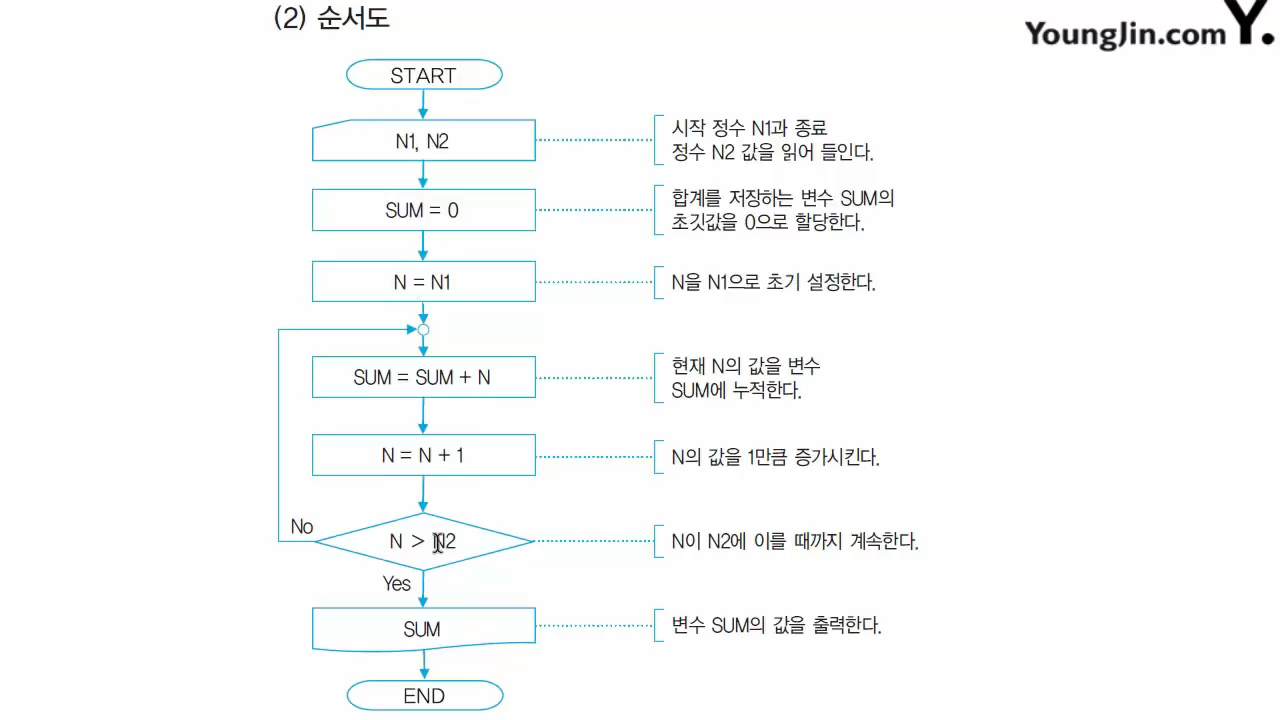 (2) 순서도
YoungJin.com Y.
START
N1, N2
시작 정수 N1과 종료
정수 N2 값을 읽어 들인다.
SUM = 0
합계를 저장하는 변수 SUM의
초깃값을 0으로 할당한다.
N = N1
N을 N1으로 초기 설정한다.
SUM = SUM + N
현재 N의 값을 변수
SUM에 누적한다.
N = N + 1
N의 값을 1만큼 증가시킨다.
No
N > N2
N이 N2에 이를 때까지 계속한다.
Yes
SUM
변수 SUM의 값을 출력한다.
END